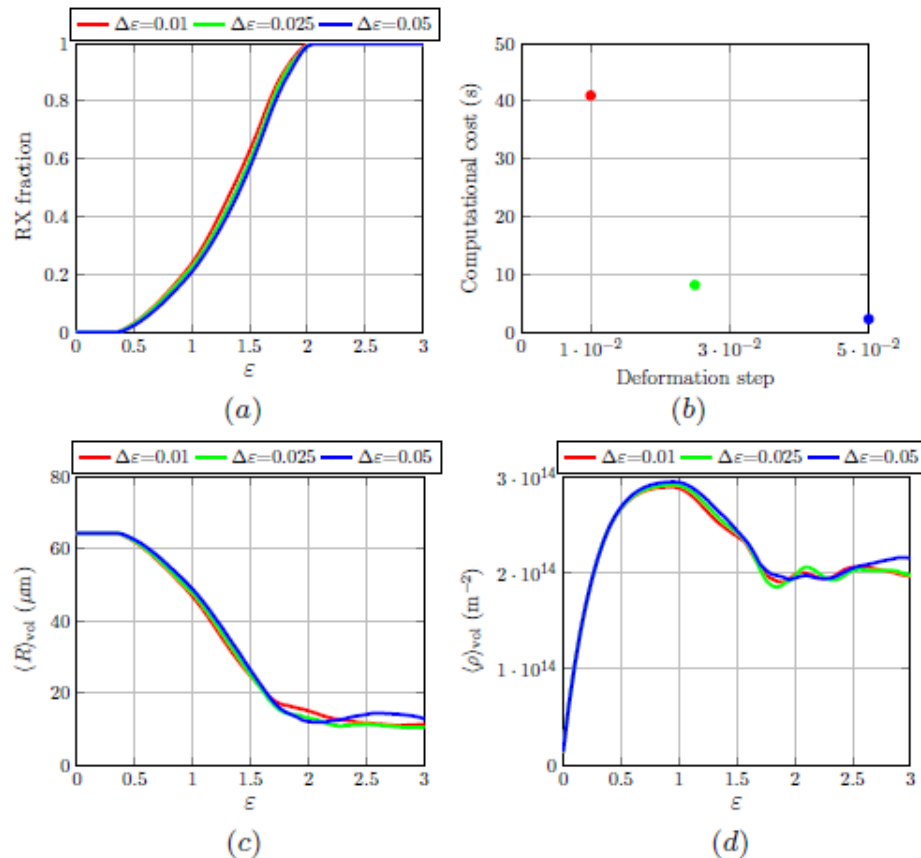 Δε=0.01 Δε=0.025 Δε=0.05
1
0.8
0.6
0.4
0.2
0
RX fraction
0 0.5 1 1.5 2 2.5 3
ε
(a)
50
40
30
20
10
0
Computational cost (s)
0 1·10⁻² 3·10⁻² 5·10⁻²
Deformation step
(b)
Δε=0.01 Δε=0.025 Δε=0.05
80
60
40
20
0
⟨R⟩vol (μm)
0 0.5 1 1.5 2 2.5 3
ε
(c)
Δε=0.01 Δε=0.025 Δε=0.05
3·10¹⁴
2·10¹⁴
1·10¹⁴
0
⟨ρ⟩vol (m⁻²)
0 0.5 1 1.5 2 2.5 3
ε
(d)